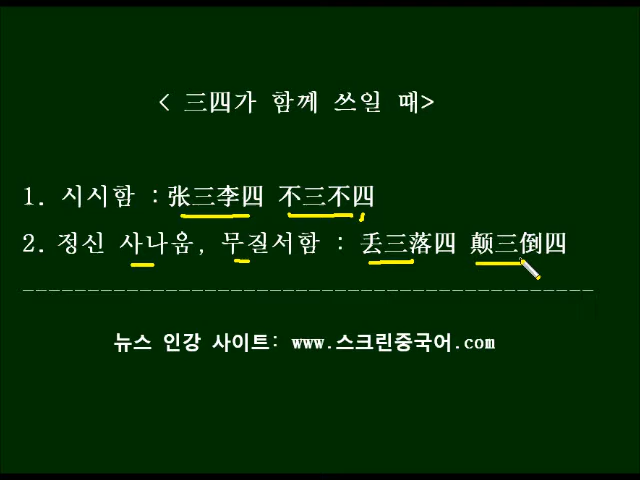 < 三四가 함께 쓰일 때>
1. 시시함 : 张三李四 不三不四
2. 정신 사나움, 무질서함 : 丢三落四 颠三倒四
뉴스 인강 사이트: www.스크린중국어.com